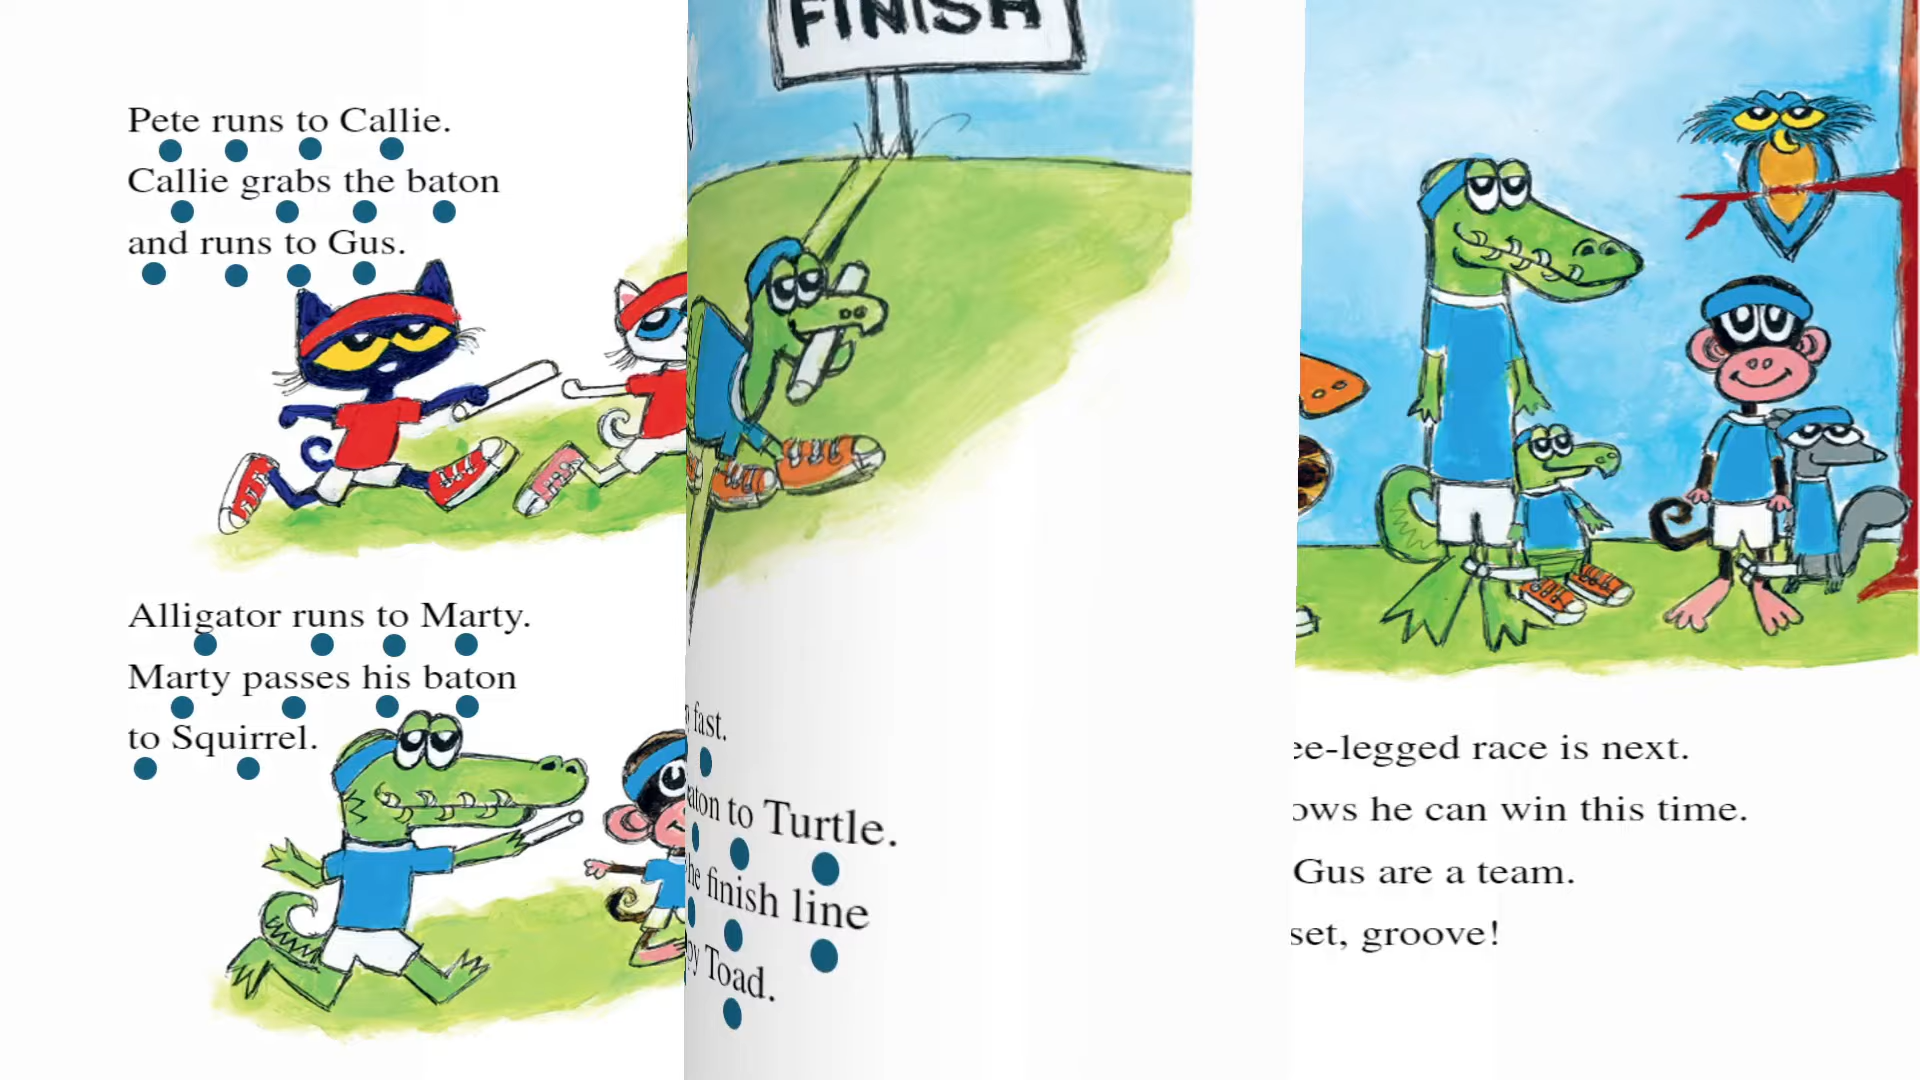 Pete runs to Callie.
Callie grabs the baton
and runs to Gus.
Alligator runs to Marty.
Marty passes his baton
to Squirrel.
FINISH
fast.
to Turtle.
finish line
Toad.
ee-legged race is next.
ows he can win this time.
Gus are a team.
set, groove!